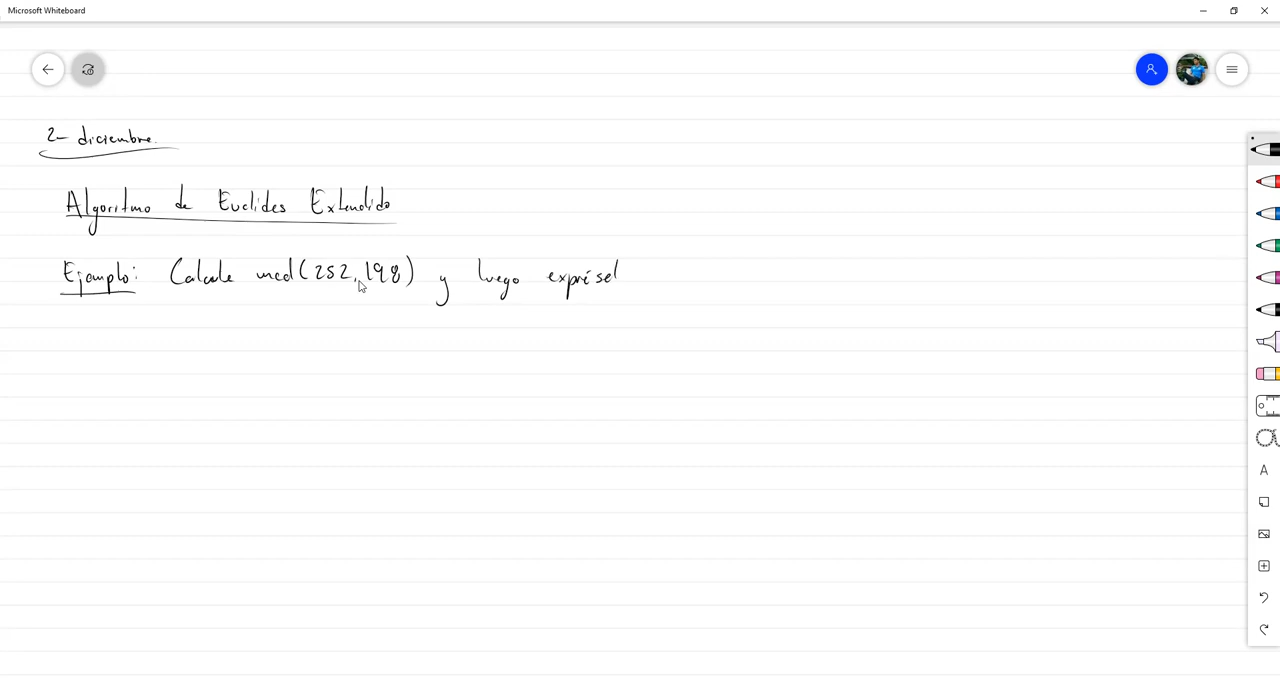 Microsoft Whiteboard
2- diciembre.
Algoritmo de Euclides Extendido
Ejemplo: Calcule mcd(252,198) y luego exprésel
A